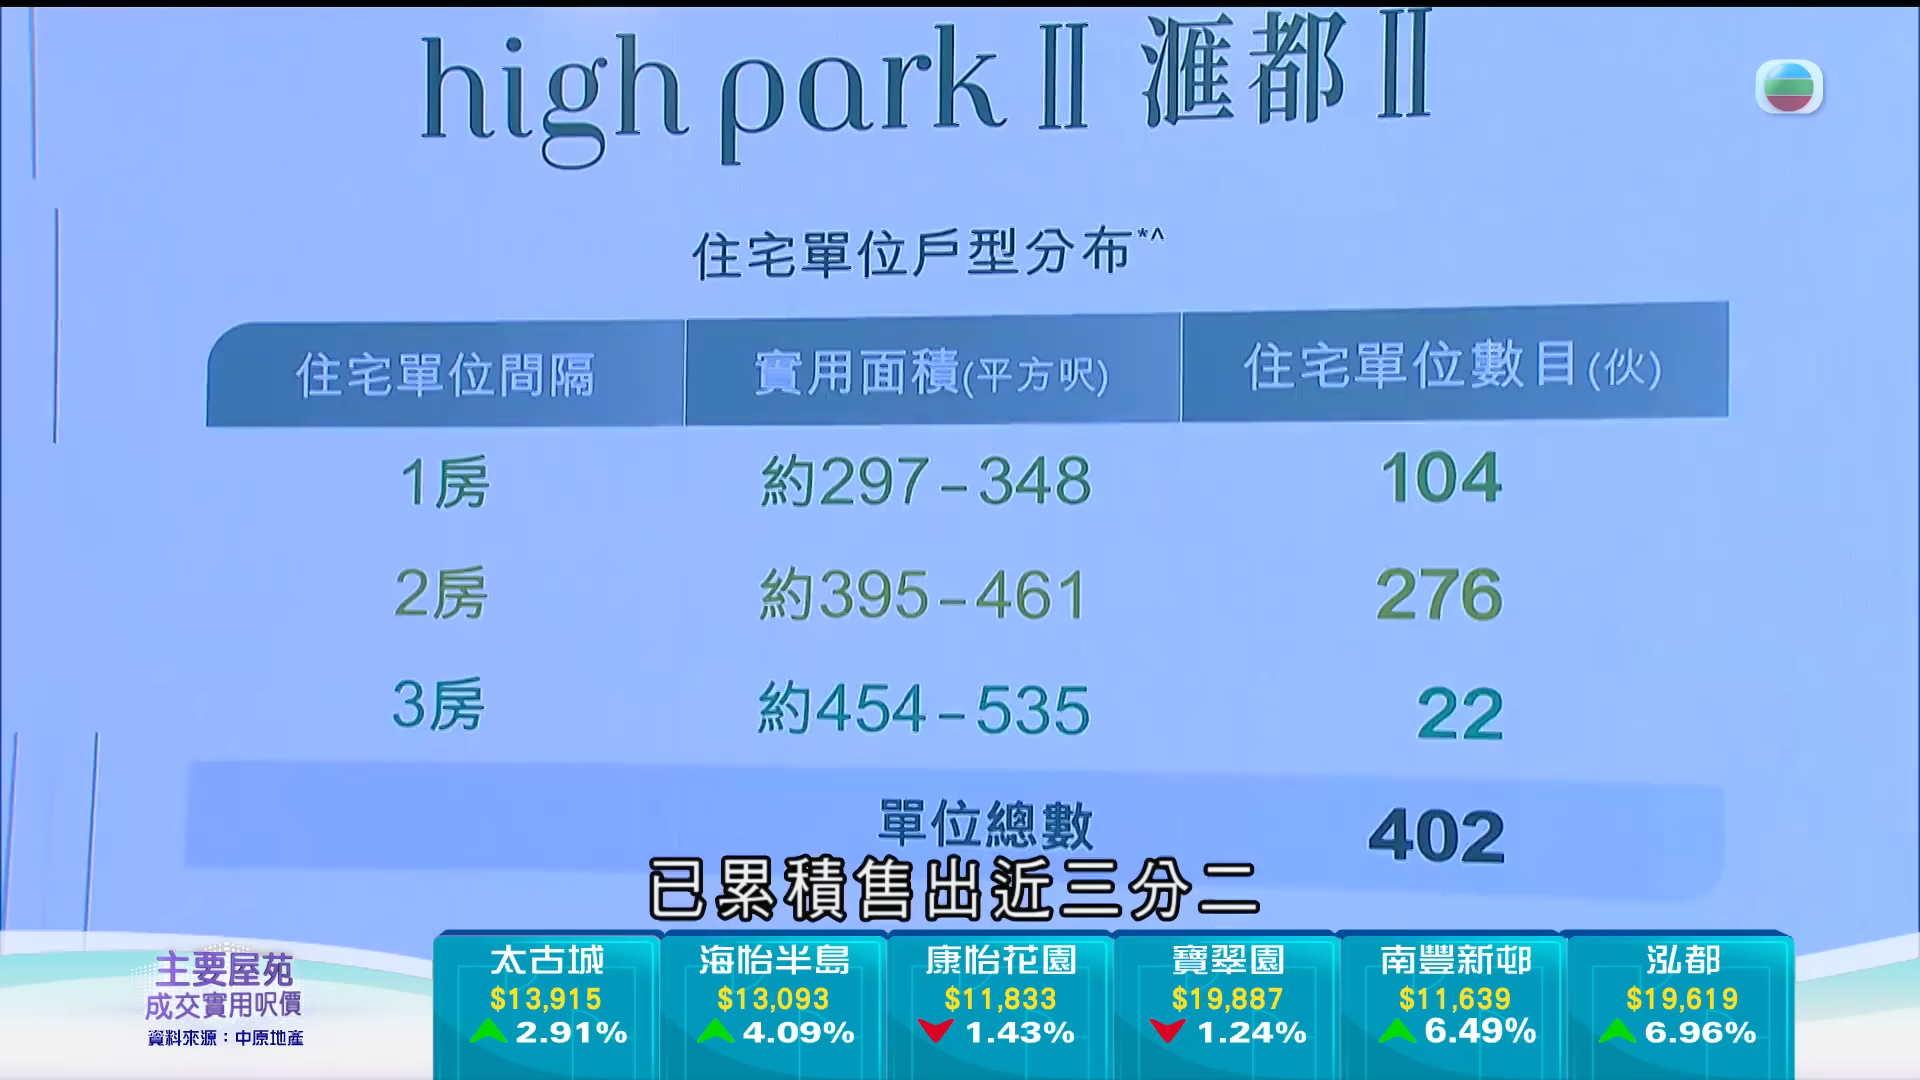 high park II 滙都 II
住宅單位戶型分布*^
住宅單位間隔 實用面積(平方呎) 住宅單位數目(伙)
1房 約297-348 104
2房 約395-461 276
3房 約454-535 22
單位總數 402
已累積售出近三分二
主要屋苑
成交實用呎價
資料來源：中原地產
太古城
$13,915
2.91%
海怡半島
$13,093
4.09%
康怡花園
$11,833
1.43%
寶翠園
$19,887
1.24%
南豐新邨
$11,639
6.49%
泓都
$19,619
6.96%